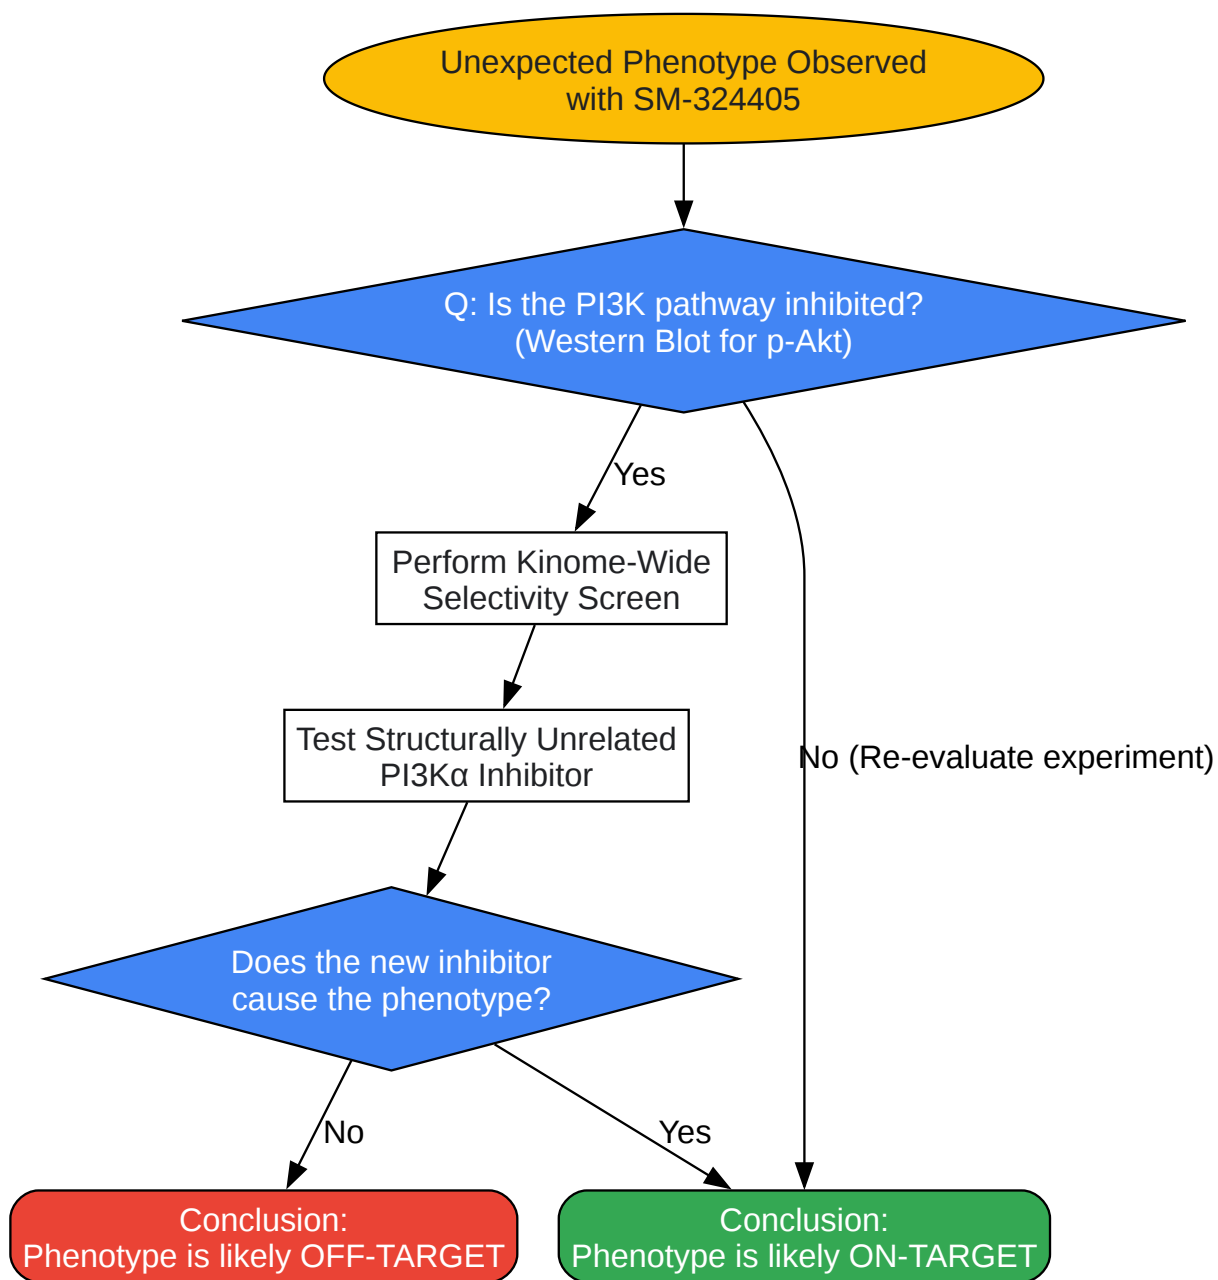 Unexpected Phenotype Observed
with SM-324405
Q: Is the PI3K pathway inhibited?
(Western Blot for p-Akt)
Yes
Perform Kinome-Wide
Selectivity Screen
Test Structurally Unrelated
PI3Kα Inhibitor
No (Re-evaluate experiment)
Does the new inhibitor
cause the phenotype?
No
Yes
Conclusion:
Phenotype is likely OFF-TARGET
Conclusion:
Phenotype is likely ON-TARGET